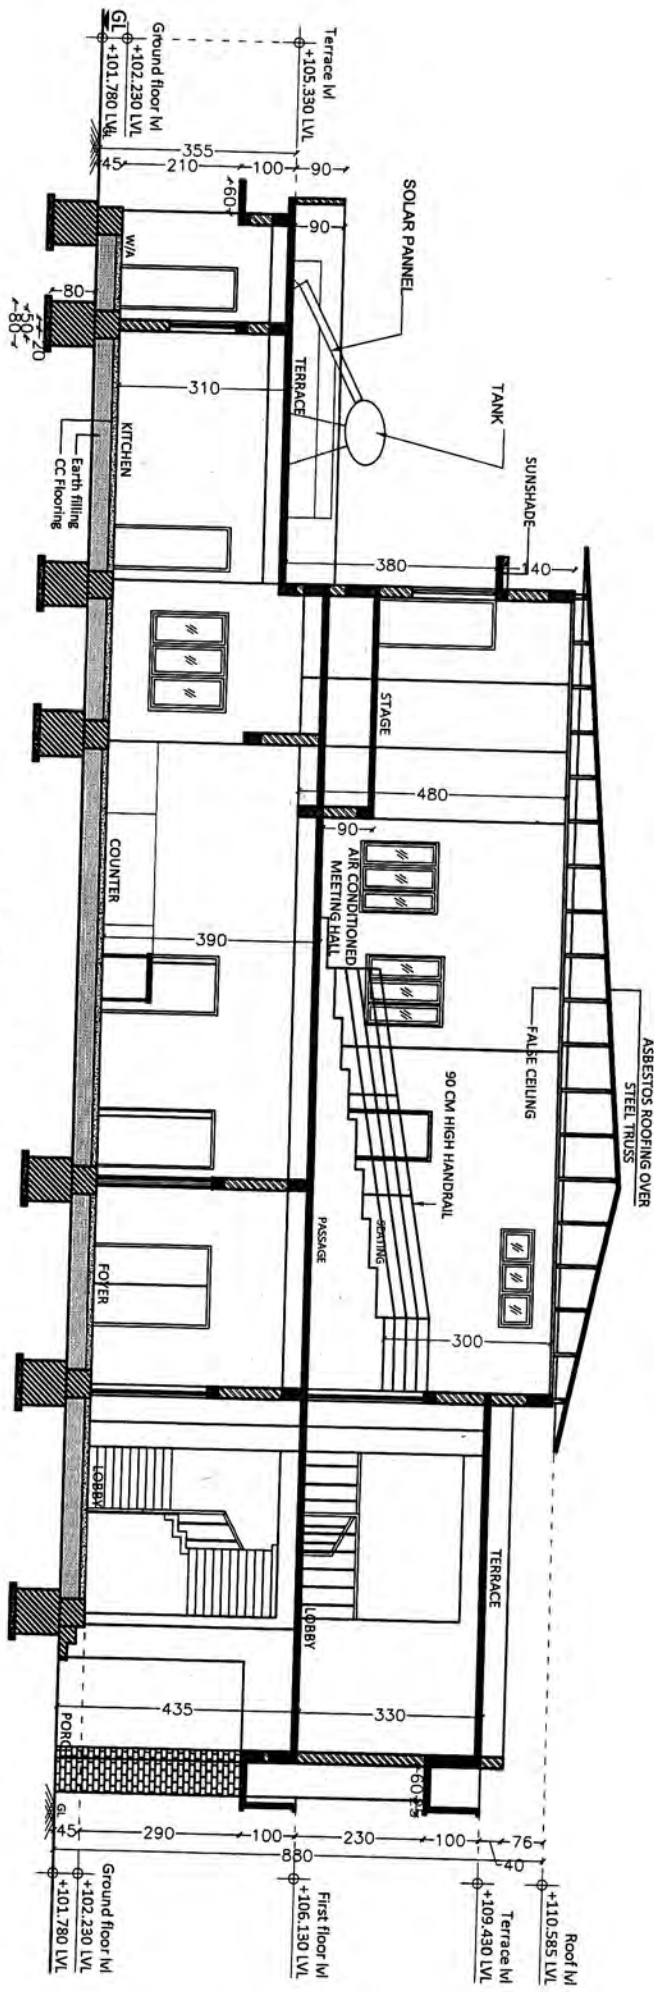 ASBESTOS ROOFING OVER
STEEL TRUSS
SOLAR PANNEL
TANK
SUNSHADE
FALSE CEILING
90 CM HIGH HANDRAIL
Terrace lvl
+105.330 LVL
Ground floor lvl
+102.230 LVL
GL
+101.780 LVL
355
45
210
100
90
60
90
TERRACE
380
140
STAGE
480
90
AIR CONDITIONED
MEETING HALL
SEATING
300
PASSAGE
TERRACE
LOBBY
330
W/A
310
KITCHEN
Earth filling
CC Flooring
80
20
50
80
COUNTER
390
FOYER
LOBBY
435
PORC
GL
45
290
100
230
100
76
40
880
60
Roof lvl
+110.585 LVL
Terrace lvl
+109.430 LVL
First floor lvl
+106.130 LVL
Ground floor lvl
+102.230 LVL
+101.780 LVL